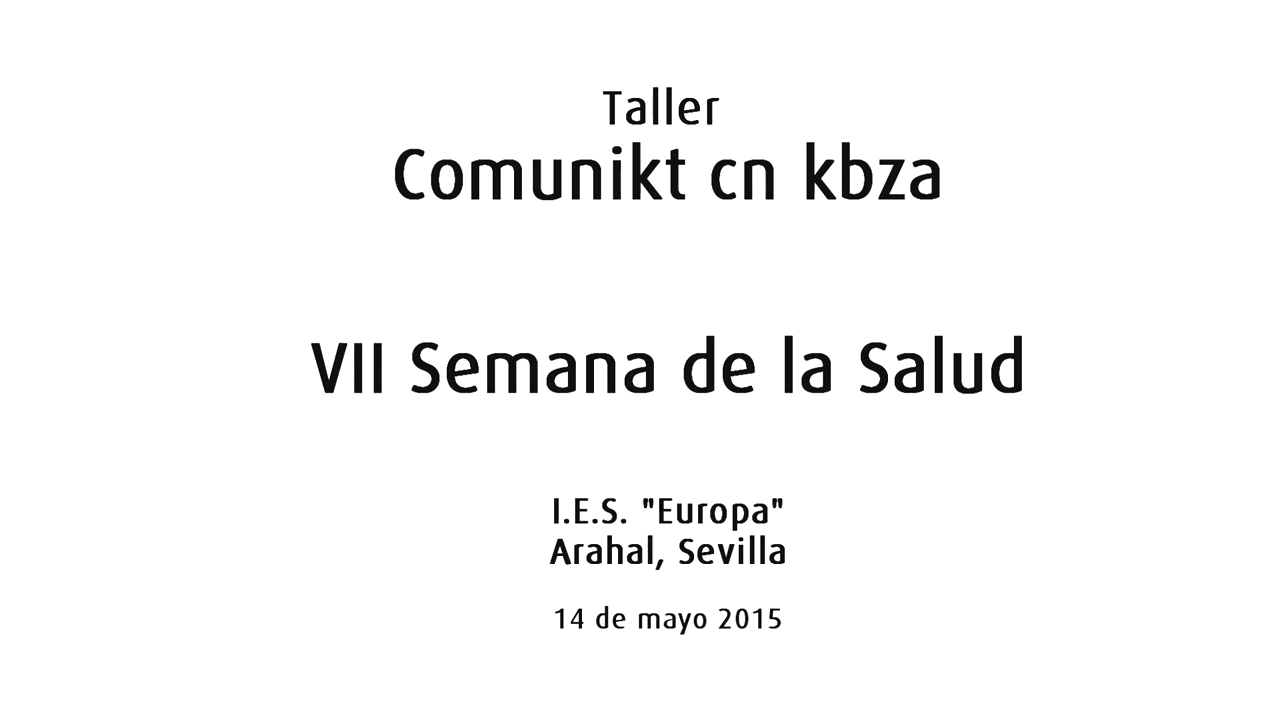 Taller
Comunikt cn kbza
VII Semana de la Salud
I.E.S. "Europa"
Arahal, Sevilla
14 de mayo 2015